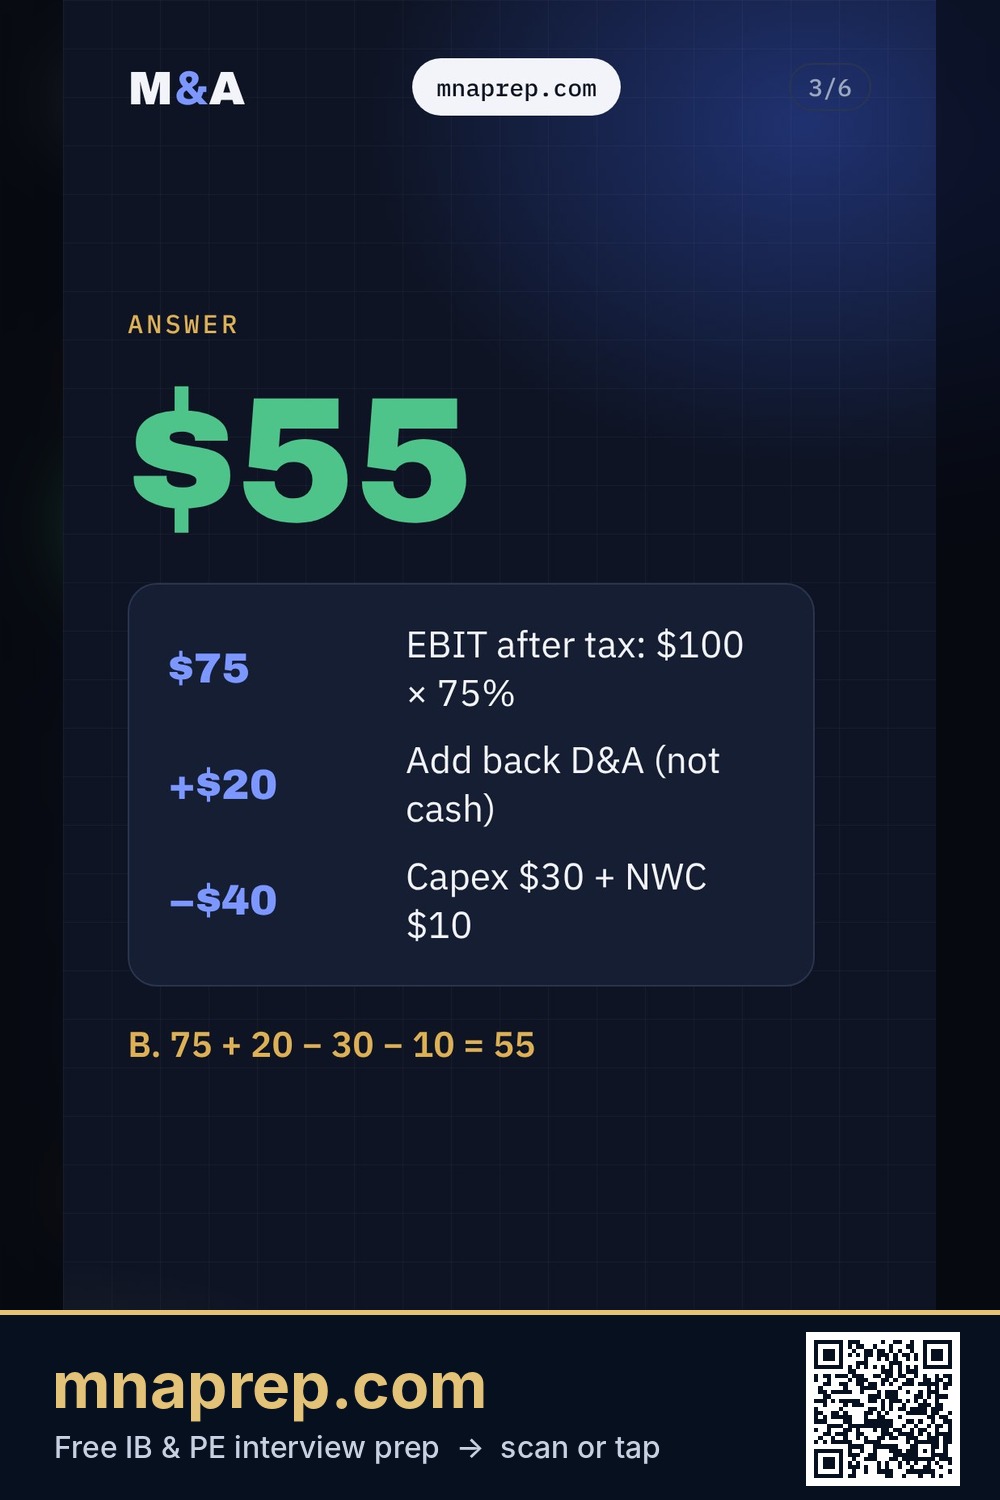 M&A
mnaprep.com
3/6
ANSWER
$55
$75
EBIT after tax: $100
× 75%
+$20
Add back D&A (not
cash)
–$40
Capex $30 + NWC
$10
B. 75 + 20 – 30 – 10 = 55
mnaprep.com
Free IB & PE interview prep → scan or tap